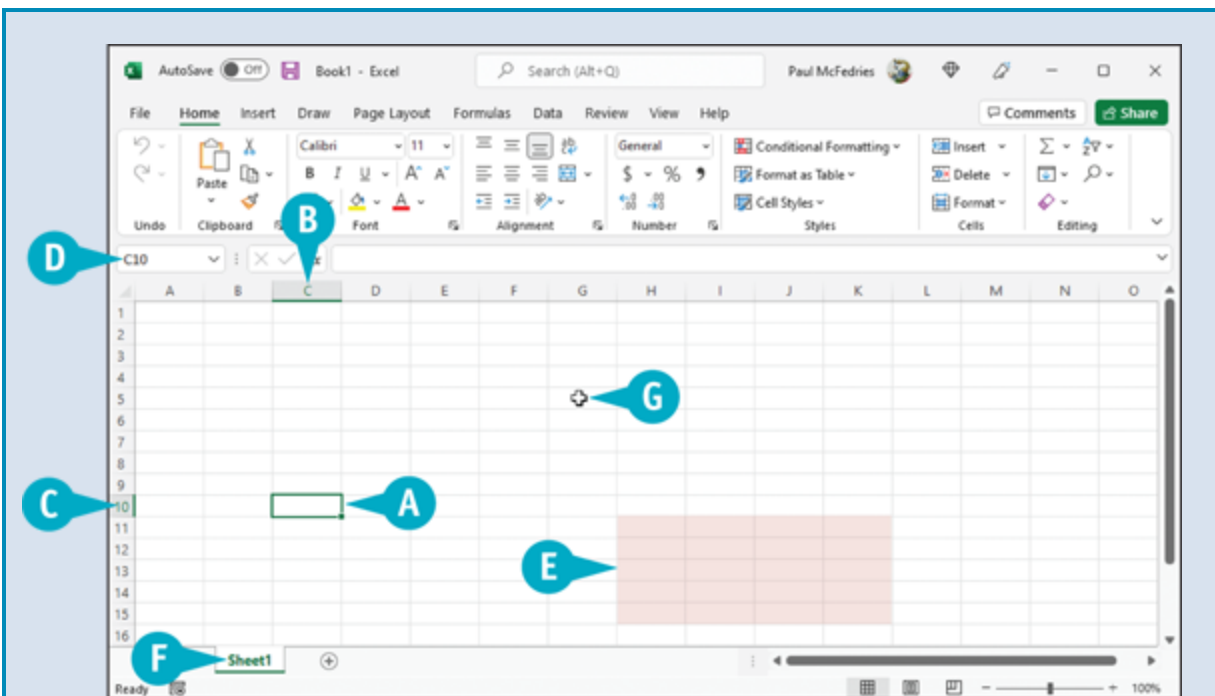 AutoSave Off Book1 - Excel Search (Alt+Q) Paul McFedries
File Home Insert Draw Page Layout Formulas Data Review View Help Comments Share
Calibri 11 General Conditional Formatting Insert
Paste B I U A A $ % Format as Table Delete
A Cell Styles Format
Undo Clipboard Font Alignment Number Styles Cells Editing
B
D
C10
A B C D E F G H I J K L M N O
1
2
3
4
5 G
6
7
8
9
C 10 A
11
12
13 E
14
15
16
F Sheet1
Ready 100%